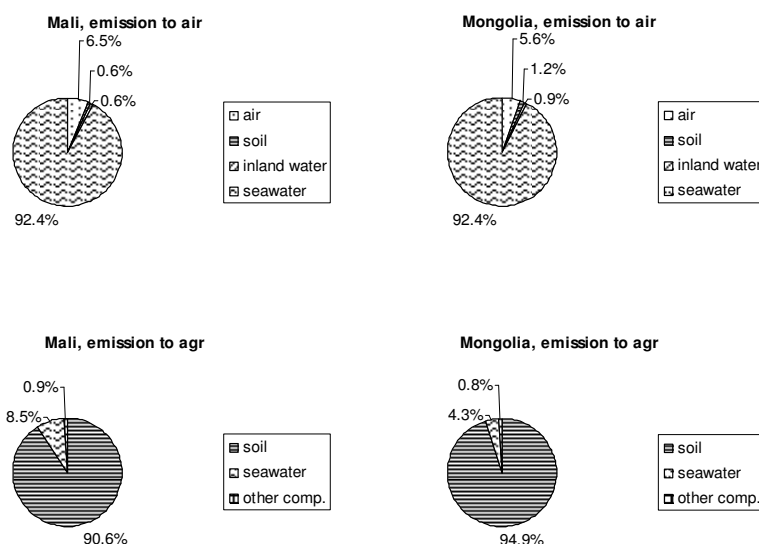 Mali, emission to air
6.5%
0.6%
0.6%
92.4%
air
soil
inland water
seawater
Mongolia, emission to air
5.6%
1.2%
0.9%
92.4%
air
soil
inland water
seawater
Mali, emission to agr
0.9%
8.5%
90.6%
soil
seawater
other comp.
Mongolia, emission to agr
0.8%
4.3%
94.9%
soil
seawater
other comp.